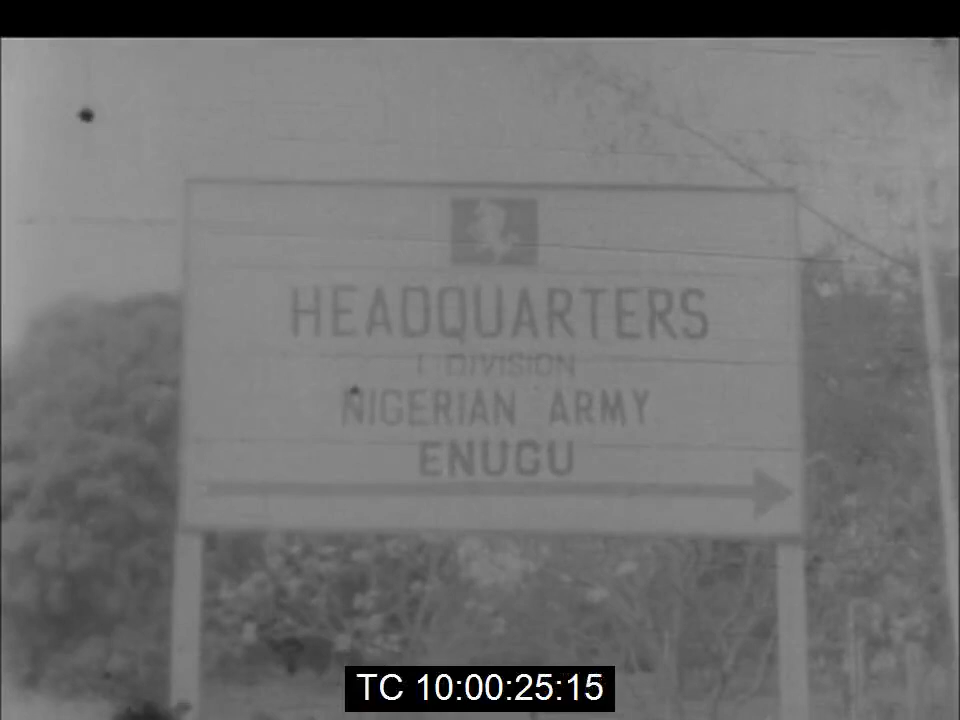 HEADQUARTERS
1 DIVISION
NIGERIAN ARMY
ENUGU
TC 10:00:25:15